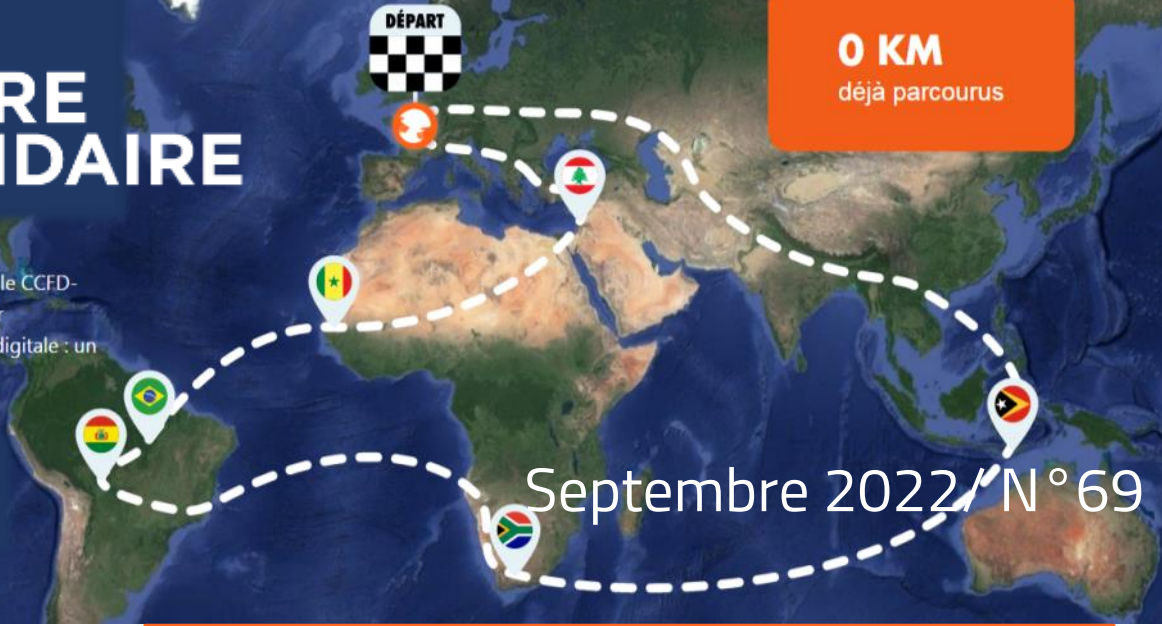 DÉPART
0 KM
déjà parcourus
RE
IDAIRE
le CCFD-
digitale : un
Septembre 2022/ N°69